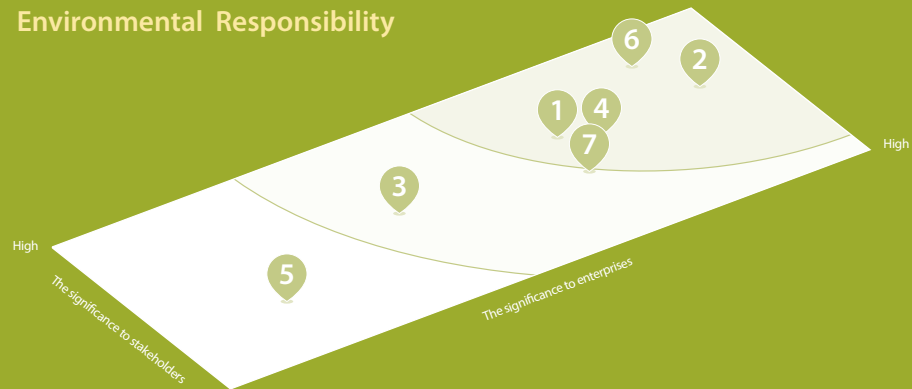 Environmental Responsibility
6
2
1
4
7
High
3
High
5
The significance to enterprises
The significance to stakeholders